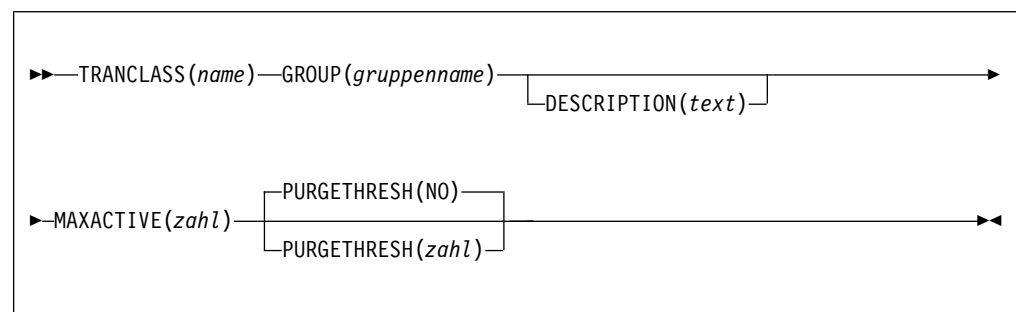 TRANCLASS(name) GROUP(gruppenname)
DESCRIPTION(text)
PURGETHRESH(NO)
MAXACTIVE(zahl)
PURGETHRESH(zahl)